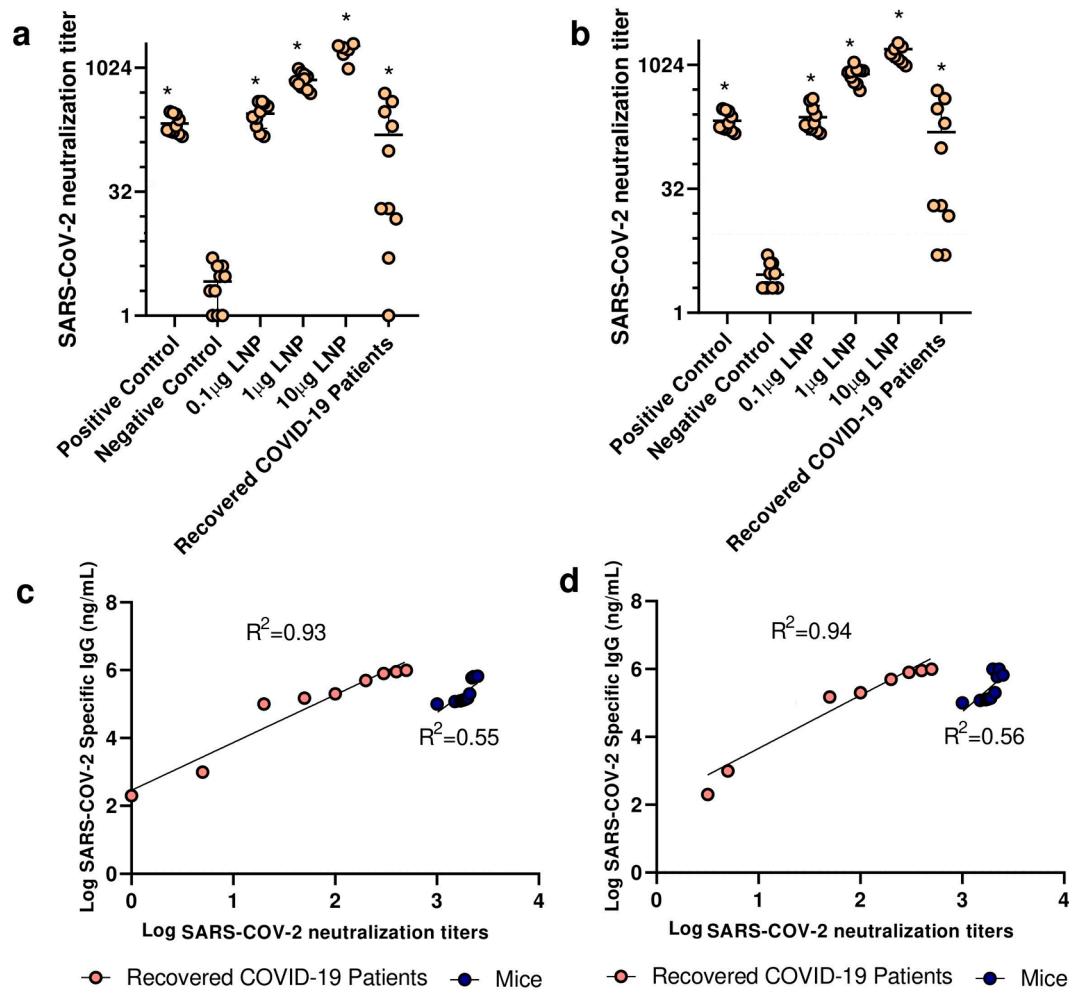 a
SARS-CoV-2 neutralization titer
1024
32
1
*
*
*
*
*
Positive Control
Negative Control
0.1µg LNP
1µg LNP
10µg LNP
Recovered COVID-19 Patients
b
SARS-CoV-2 neutralization titer
1024
32
1
*
*
*
*
*
Positive Control
Negative Control
0.1µg LNP
1µg LNP
10µg LNP
Recovered COVID-19 Patients
c
Log SARS-COV-2 Specific IgG (ng/mL)
8
6
4
2
0
R²=0.93
R²=0.55
0 1 2 3 4
Log SARS-COV-2 neutralization titers
Recovered COVID-19 Patients Mice
d
Log SARS-COV-2 Specific IgG (ng/mL)
8
6
4
2
0
R²=0.94
R²=0.56
0 1 2 3 4
Log SARS-COV-2 neutralization titers
Recovered COVID-19 Patients Mice